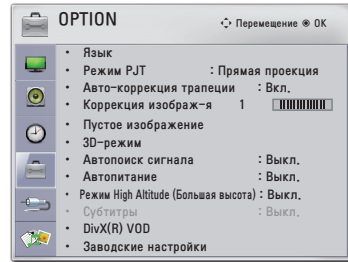 OPTION
Перемещение OK
• Язык
• Режим PJT : Прямая проекция
• Авто-коррекция трапеции : Вкл.
• Коррекция изображ-я 1
• Пустое изображение
• 3D-режим
• Автопоиск сигнала : Выкл.
• Автопитание : Выкл.
• Режим High Altitude (Большая высота) : Выкл.
• Субтитры : Выкл.
• DivX(R) VOD
• Заводские настройки